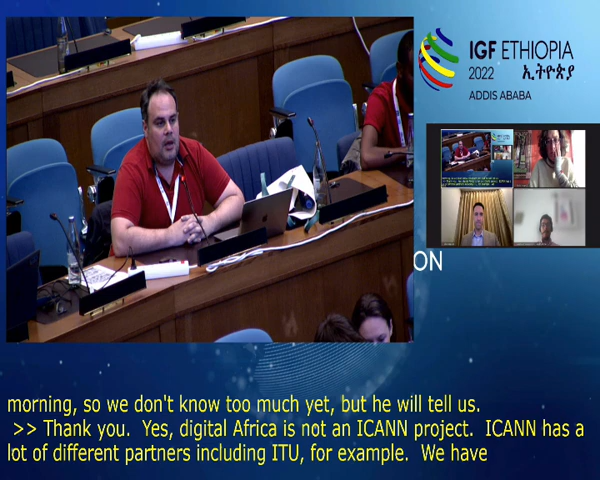 IGF ETHIOPIA
2022 ኢትዮጵያ
ADDIS ABABA
ON
morning, so we don't know too much yet, but he will tell us.
>> Thank you. Yes, digital Africa is not an ICANN project. ICANN has a
lot of different partners including ITU, for example. We have